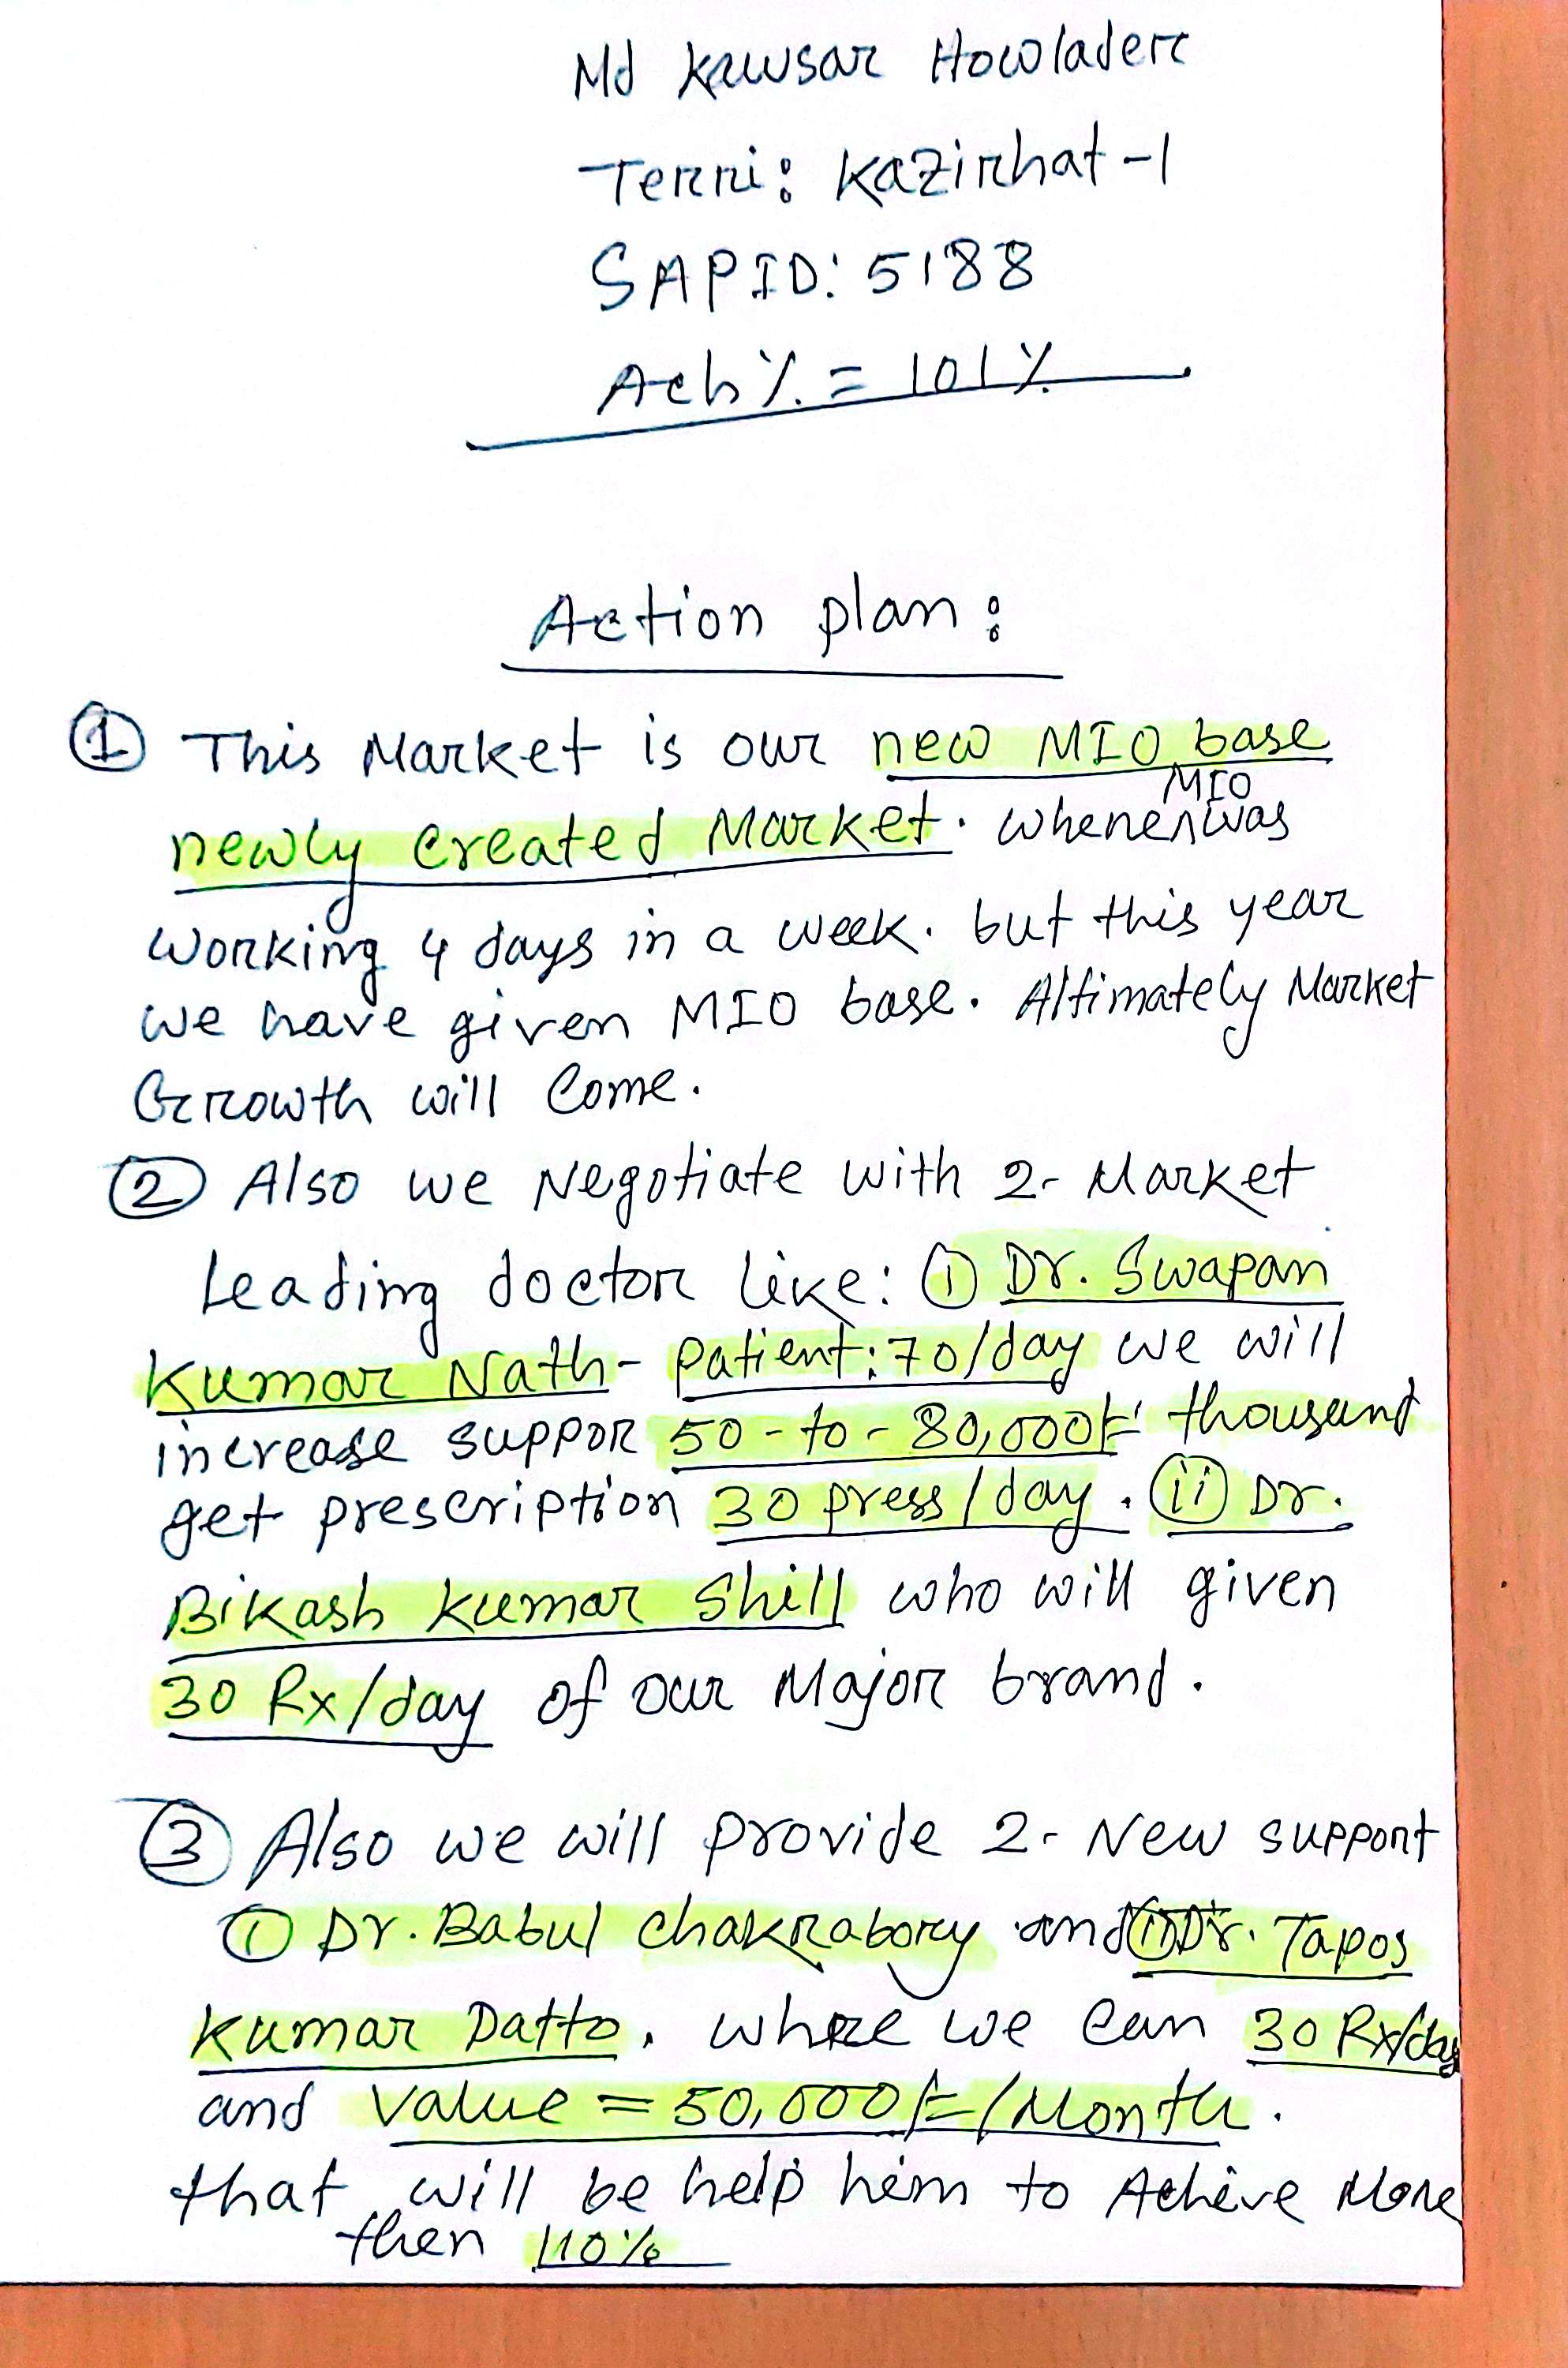 Md Kawsar Howlader
Terri: Kazirhat-1
SAPID: 5188
Ach% = 101%
Action plan:
① This Market is our new MIO base
newly created Market. where MIO was
working 4 days in a week. but this year
we have given MIO base. Altimately Market
Growth will Come.
② Also we Negotiate with 2- Market
Leading doctor like: ① Dr. Swapan
Kumar Nath- Patient: 70/day we will
increase suppor 50-to- 80,000/= thousand
get prescription 30 press/day. (ii) Dr.
Bikash Kumar Shill who will given
30 Rx/day of our Major brand.
③ Also we will provide 2- New support
① Dr. Babul Chakrabory and (ii) Dr. Tapos
Kumar Datto. where we can 30 Rx/day
and value = 50,000/=/Month.
that will be help him to Achive More
then 110%